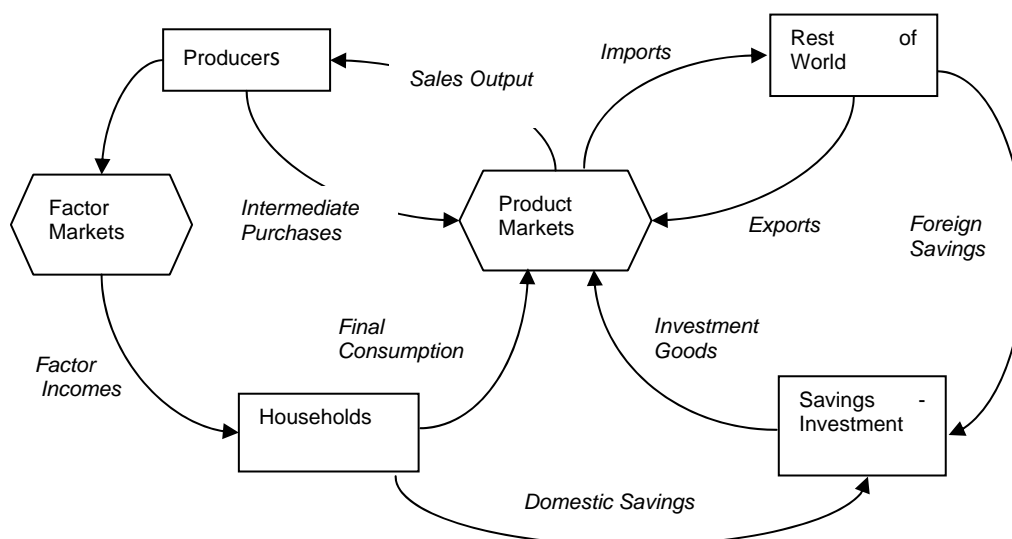 Producers
Sales Output
Imports
Rest of
World
Factor
Markets
Intermediate
Purchases
Product
Markets
Exports
Foreign
Savings
Factor
Incomes
Final
Consumption
Investment
Goods
Households
Savings -
Investment
Domestic Savings